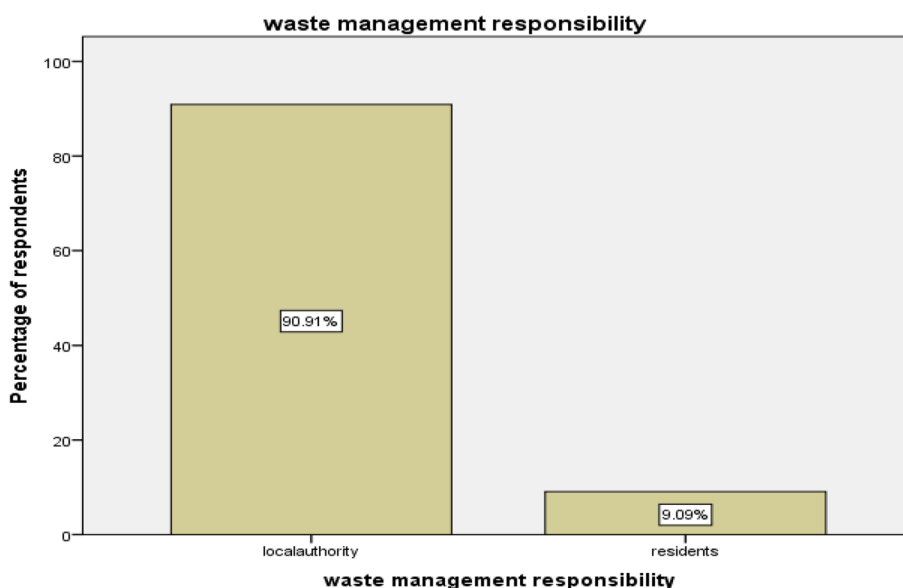 waste management responsibility
Percentage of respondents
100
80
60
40
20
0
90.91%
9.09%
localauthority
residents
waste management responsibility